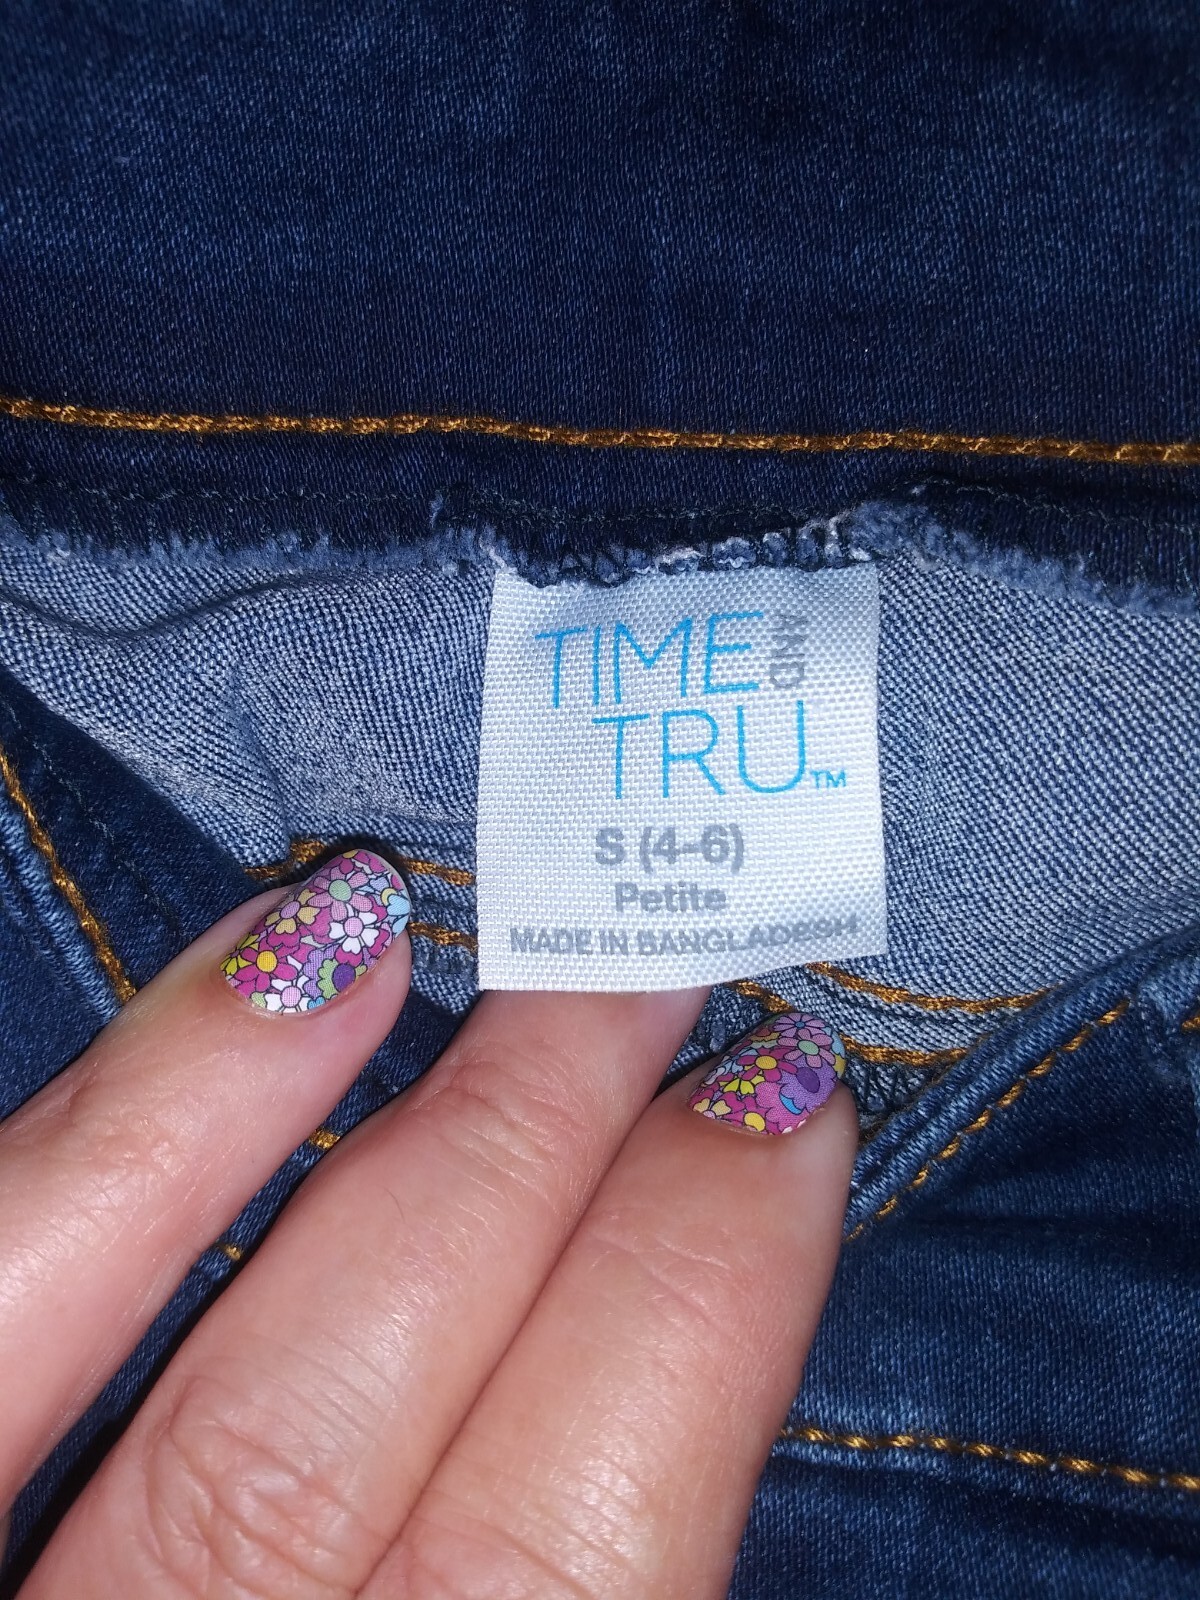 TIME AND
TRU™
S (4-6)
Petite
MADE IN BANGLADESH